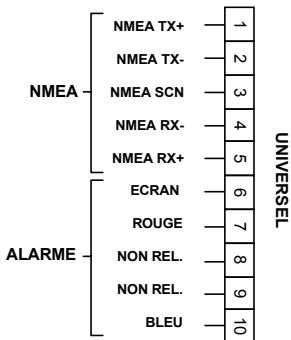 NMEA TX+ 1
NMEA TX- 2
NMEA NMEA SCN 3
NMEA RX- 4
NMEA RX+ 5
UNIVERSEL
ECRAN 6
ROUGE 7
ALARME NON REL. 8
NON REL. 9
BLEU 10